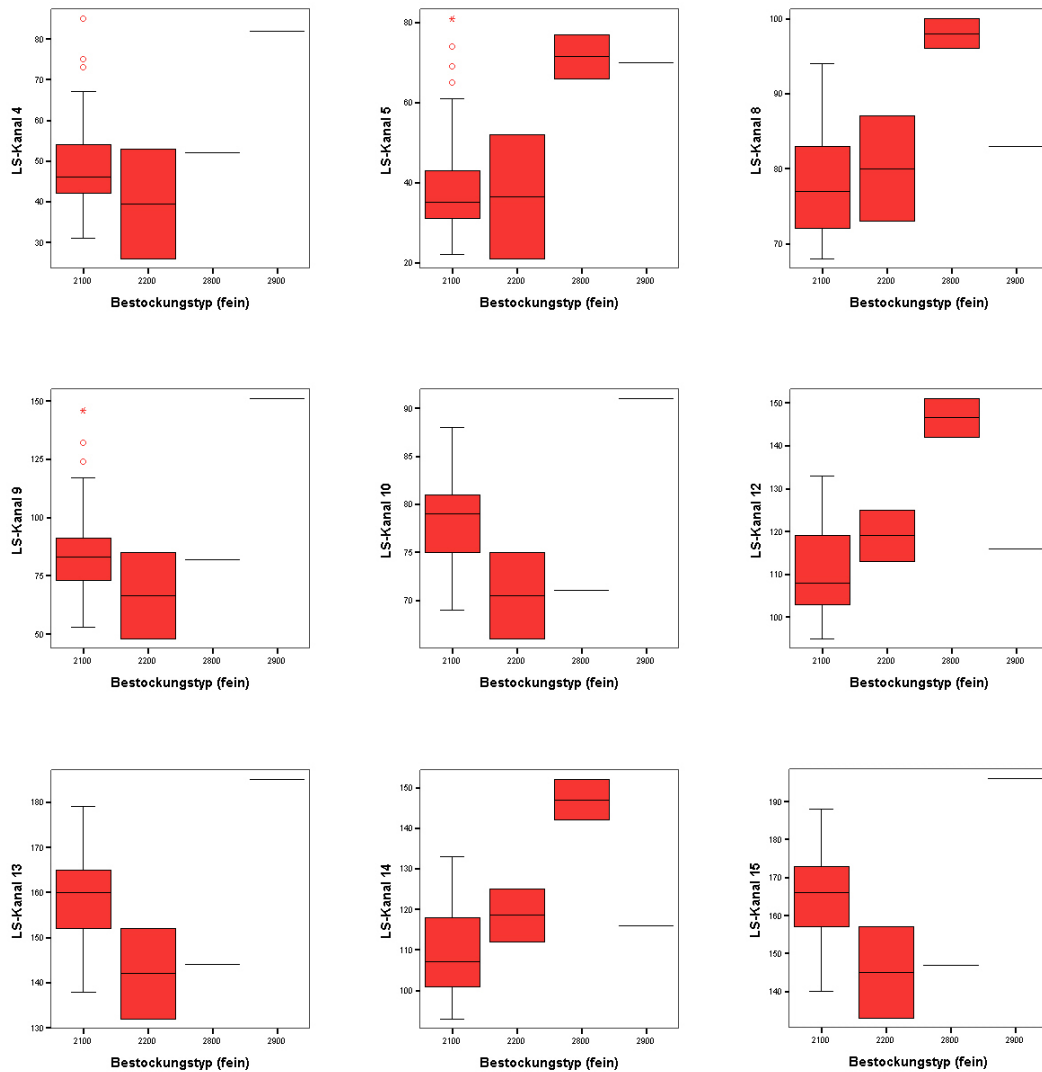 LS-Kanal 4
80
70
60
50
40
30
2100 2200 2800 2900
Bestockungstyp (fein)
LS-Kanal 5
80
60
40
20
2100 2200 2800 2900
Bestockungstyp (fein)
LS-Kanal 8
100
90
80
70
2100 2200 2800 2900
Bestockungstyp (fein)
LS-Kanal 9
150
125
100
75
50
2100 2200 2800 2900
Bestockungstyp (fein)
LS-Kanal 10
90
85
80
75
70
2100 2200 2800 2900
Bestockungstyp (fein)
LS-Kanal 12
150
140
130
120
110
100
2100 2200 2800 2900
Bestockungstyp (fein)
LS-Kanal 13
180
170
160
150
140
130
2100 2200 2800 2900
Bestockungstyp (fein)
LS-Kanal 14
150
140
130
120
110
100
2100 2200 2800 2900
Bestockungstyp (fein)
LS-Kanal 15
190
180
170
160
150
140
2100 2200 2800 2900
Bestockungstyp (fein)